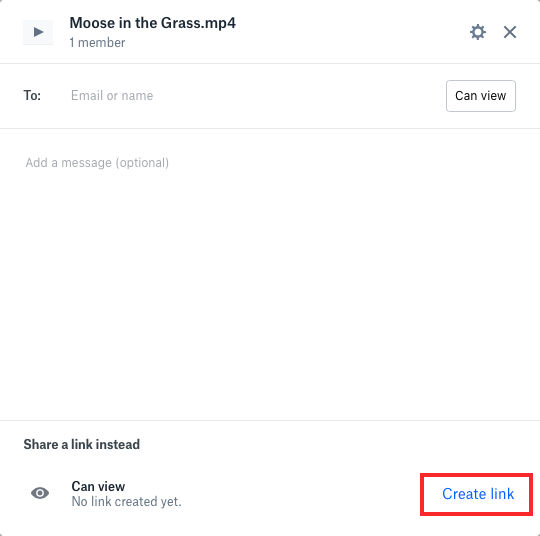 Moose in the Grass.mp4
1 member
To: Email or name Can view
Add a message (optional)
Share a link instead
Can view
No link created yet.
Create link